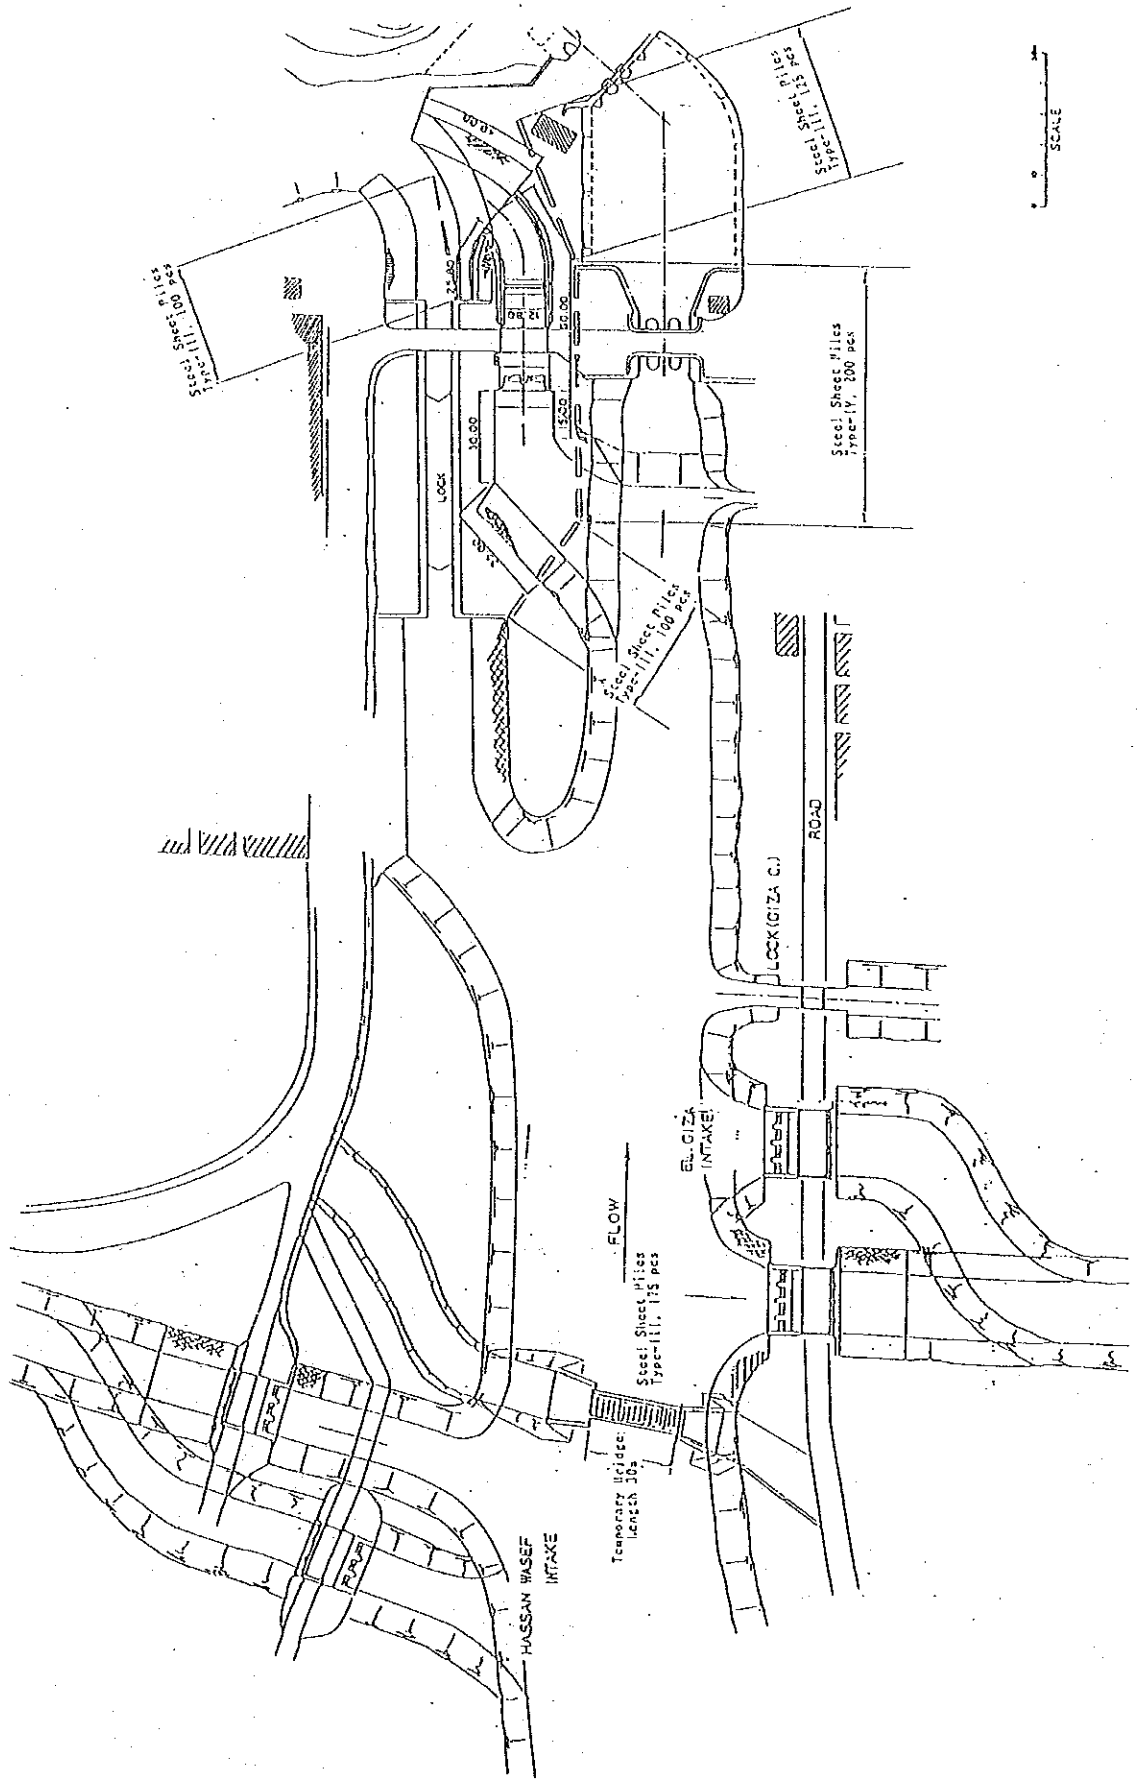 Steel Sheet Piles
Type-III, 100 pcs
Steel Sheet Piles
Type-III, 125 pcs
SCALE
10.00
25.00
12.80
50.00
30.00
15.00
LOCK
Steel Sheet Piles
Type-IV, 200 pcs
Steel Sheet Piles
Type-III, 100 pcs
ROAD
LOCK (GIZA C.)
EL.GIZA
INTAKE
FLOW
Steel Sheet Piles
Type-III, 175 pcs
Temporary Bridge
HASSAN WASEF
INTAKE